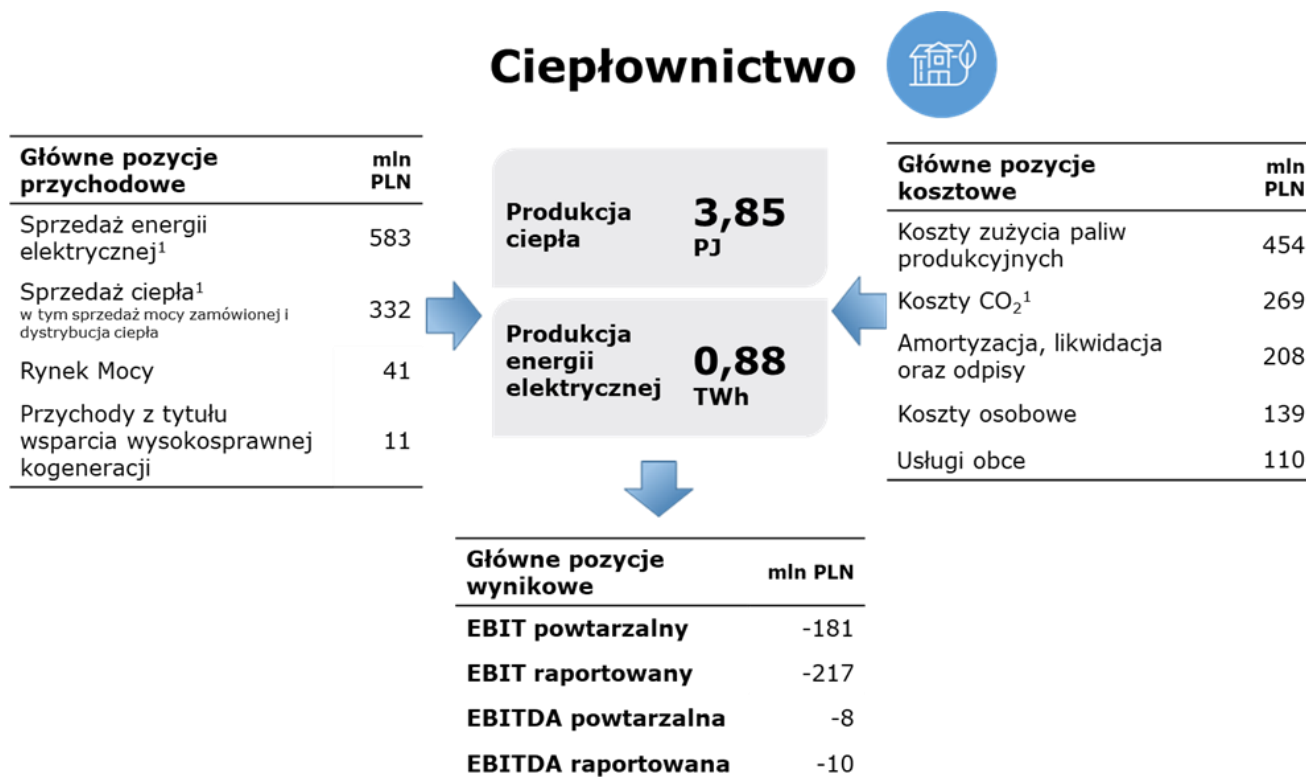 Ciepłownictwo
Główne pozycje przychodowe mln PLN
Sprzedaż energii elektrycznej¹ 583
Sprzedaż ciepła¹ 332
w tym sprzedaż mocy zamówionej i dystrybucja ciepła
Rynek Mocy 41
Przychody z tytułu wsparcia wysokosprawnej kogeneracji 11
Produkcja ciepła 3,85 PJ
Produkcja energii elektrycznej 0,88 TWh
Główne pozycje kosztowe mln PLN
Koszty zużycia paliw produkcyjnych 454
Koszty CO₂¹ 269
Amortyzacja, likwidacja oraz odpisy 208
Koszty osobowe 139
Usługi obce 110
Główne pozycje wynikowe mln PLN
EBIT powtarzalny -181
EBIT raportowany -217
EBITDA powtarzalna -8
EBITDA raportowana -10